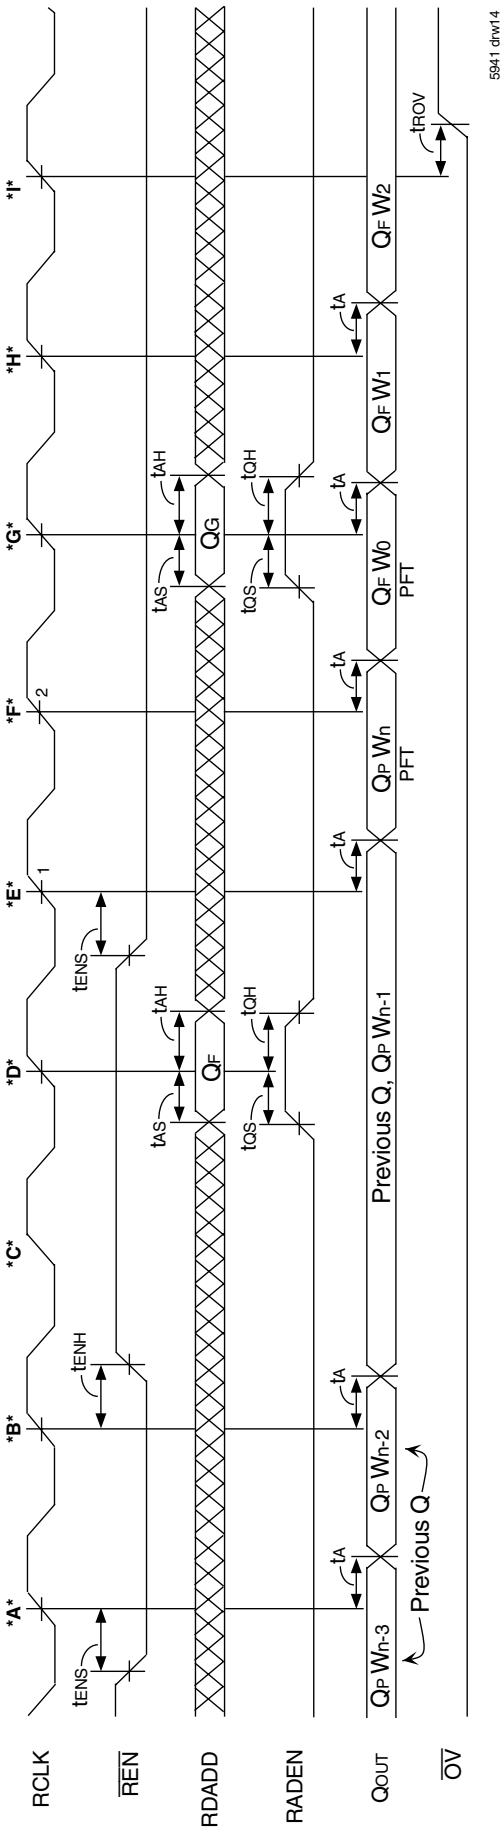 *A* *B* *C* *D* *E* *F* *G* *H* *I*
RCLK 1 2
tENS tENH tENS
REN
tAS tAH tAS tAH
RDADD QF QG
tQS tQH tQS tQH
RADEN
tA tA tA tA tA tA
QOUT QP Wn-3 QP Wn-2 Previous Q, QP Wn-1 QP Wn QF W0 QF W1 QF W2
PFT PFT
Previous Q
tROV
OV
5941 drw14